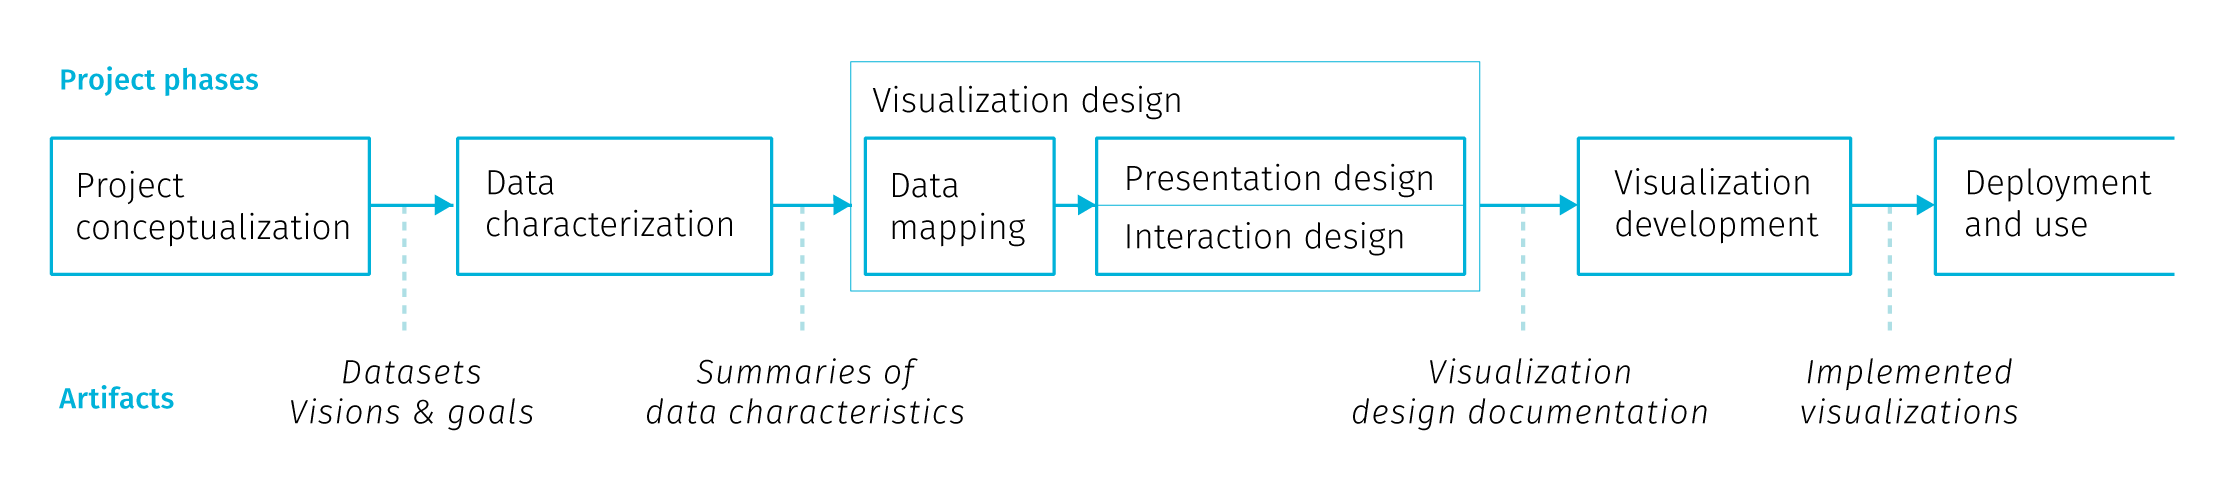 Project phases
Project
conceptualization
Data
characterization
Visualization design
Data
mapping
Presentation design
Interaction design
Visualization
development
Deployment
and use
Artifacts
Datasets
Visions & goals
Summaries of
data characteristics
Visualization
design documentation
Implemented
visualizations